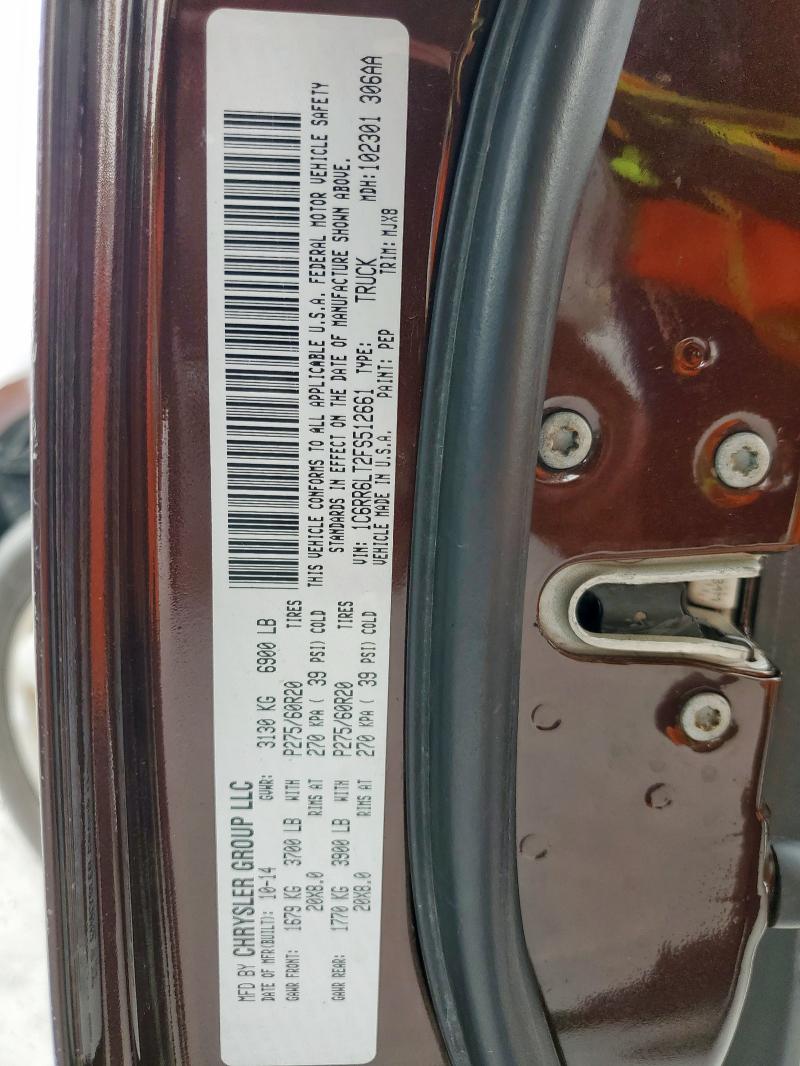 MFD BY CHRYSLER GROUP LLC
DATE OF MFR(BUILT): 10-14 GVWR: 3130 KG 6900 LB
GAWR FRONT: 1679 KG 3700 LB WITH P275/60R20 TIRES
20X8.0 RIMS AT 270 KPA ( 39 PSI) COLD
GAWR REAR: 1770 KG 3900 LB WITH P275/60R20 TIRES
20X8.0 RIMS AT 270 KPA ( 39 PSI) COLD
THIS VEHICLE CONFORMS TO ALL APPLICABLE U.S.A. FEDERAL MOTOR VEHICLE SAFETY
STANDARDS IN EFFECT ON THE DATE OF MANUFACTURE SHOWN ABOVE.
VIN: 1C6RR6LT2FS512661 TYPE: TRUCK MDH: 102301 306AA
VEHICLE MADE IN U.S.A. PAINT: PEP TRIM: MJX8